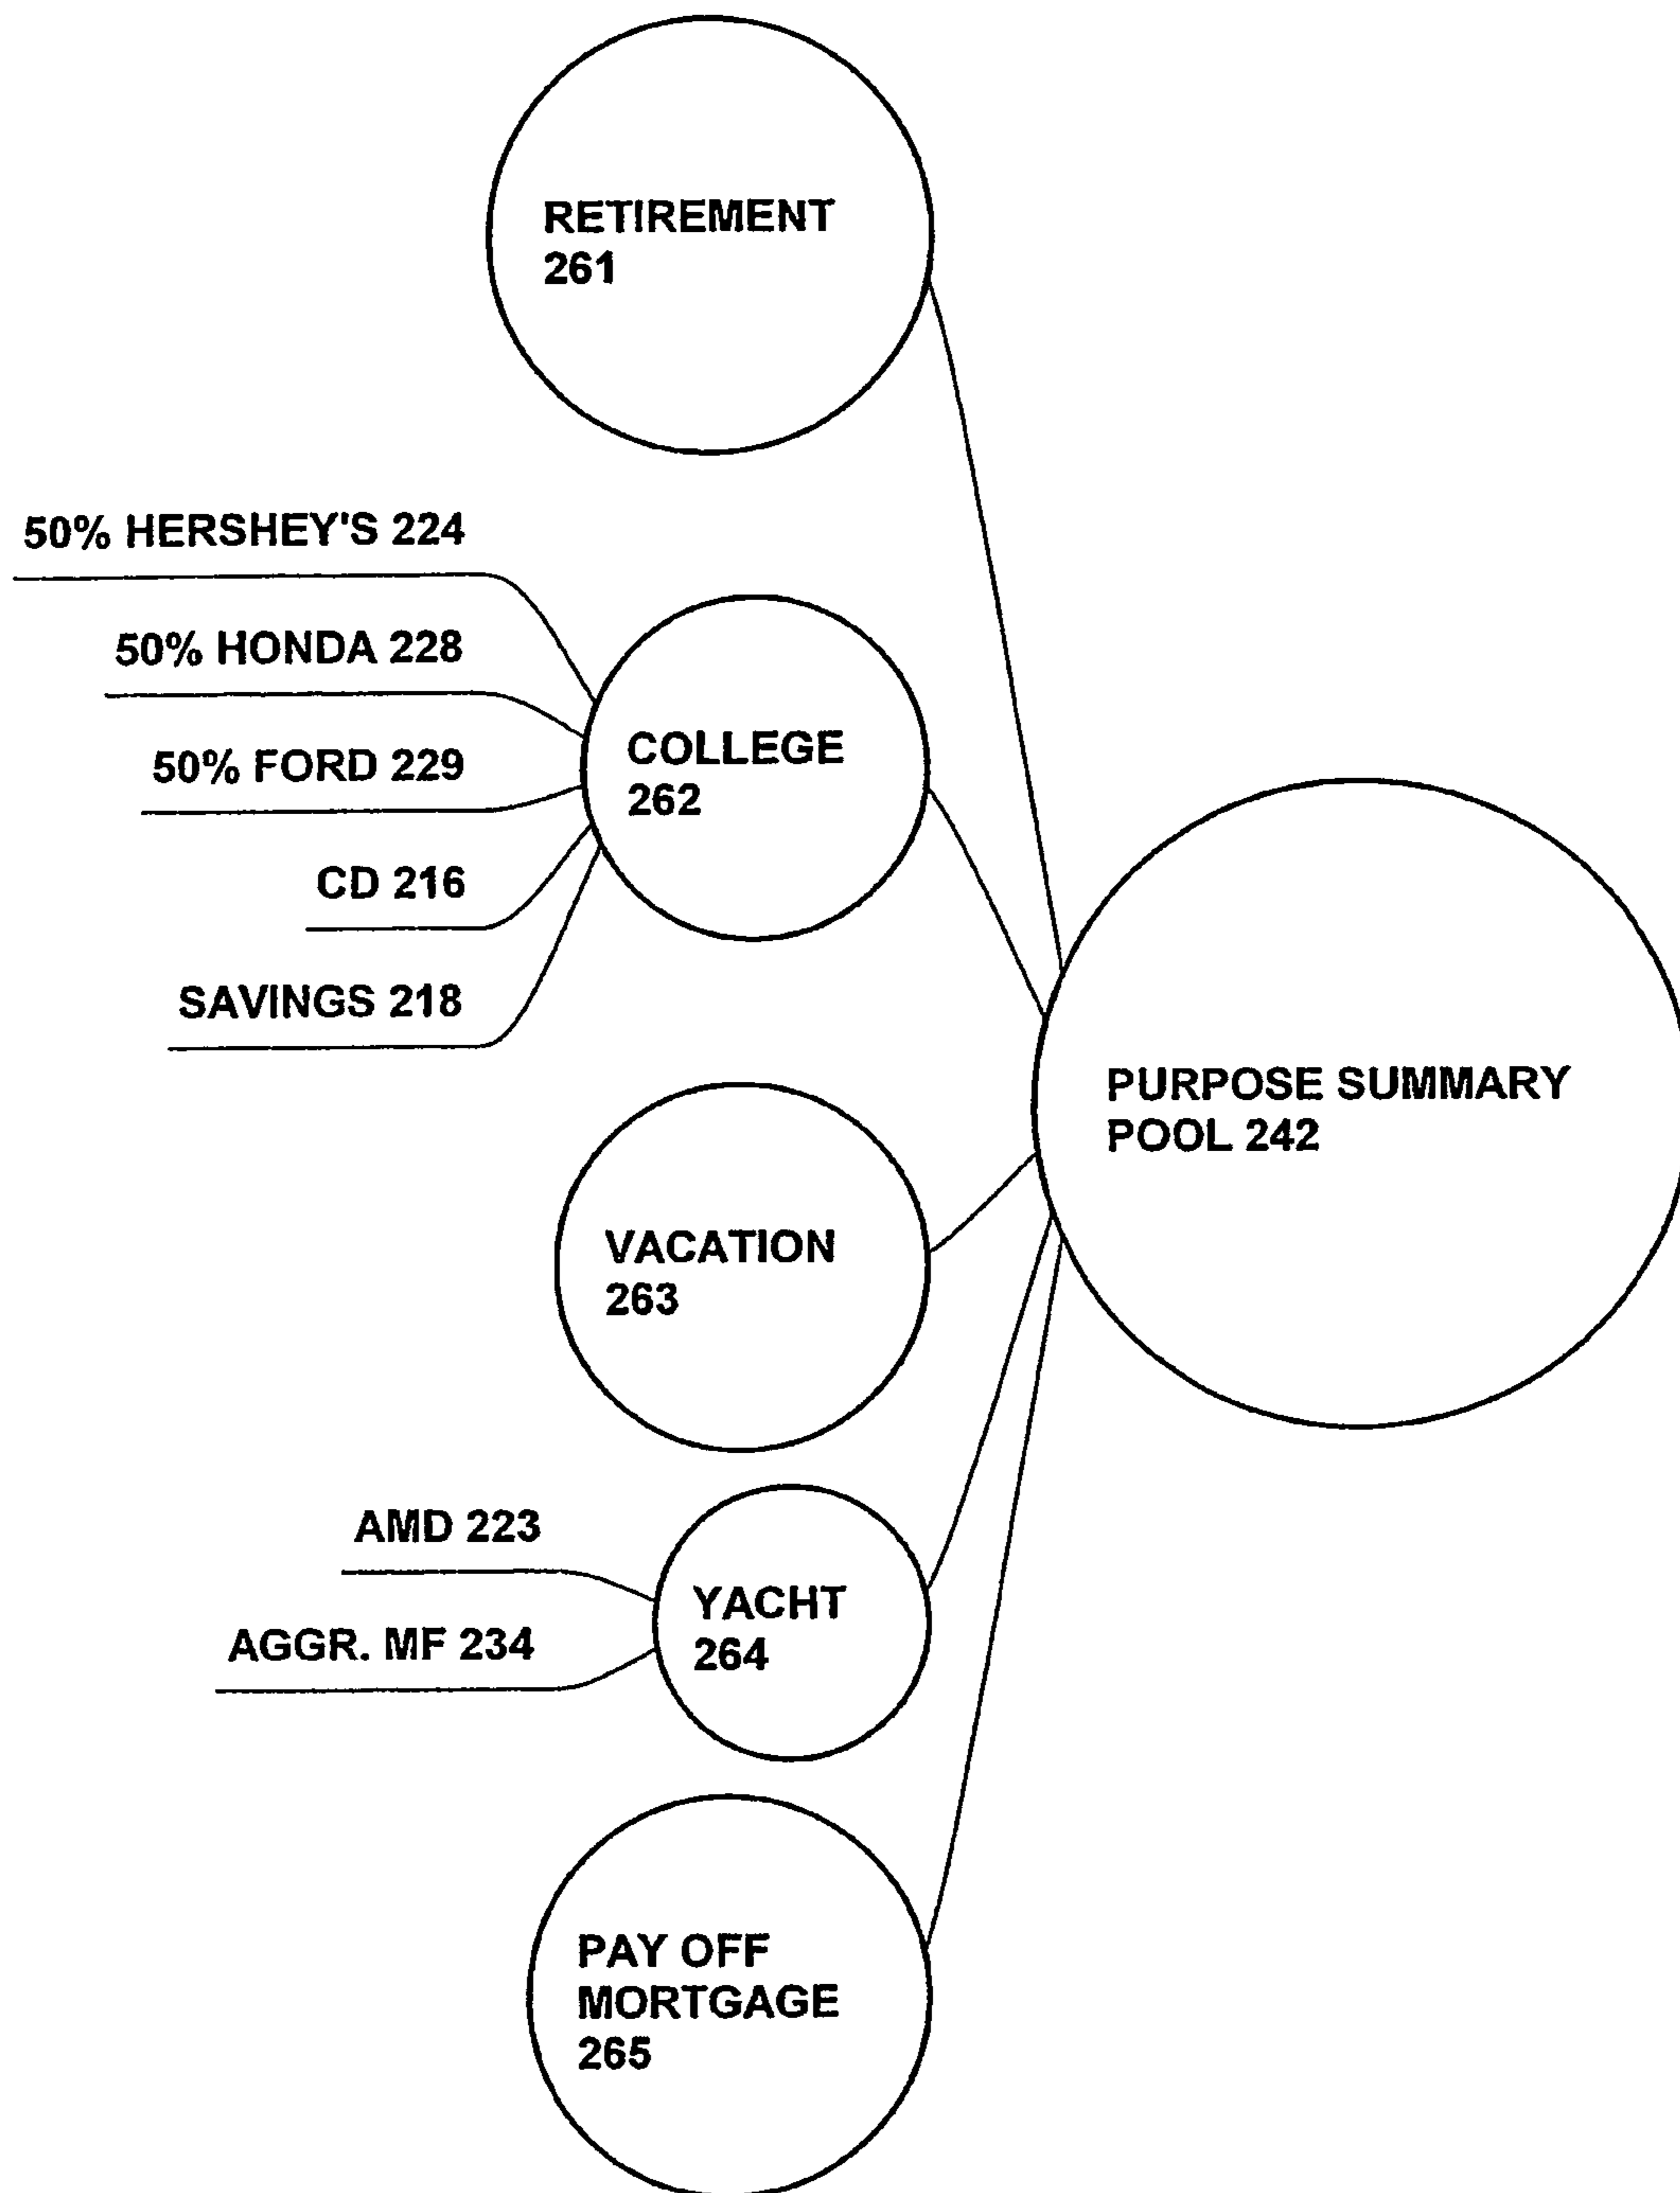 RETIREMENT
261
50% HERSHEY'S 224
50% HONDA 228
50% FORD 229
CD 216
SAVINGS 218
COLLEGE
262
PURPOSE SUMMARY
POOL 242
VACATION
263
AMD 223
AGGR. MF 234
YACHT
264
PAY OFF
MORTGAGE
265